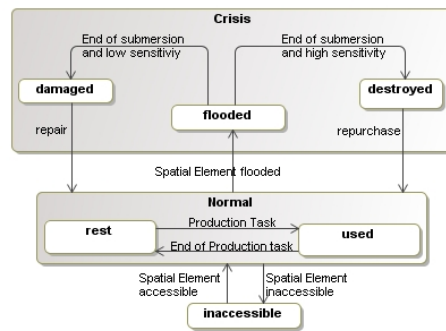 Crisis
End of submersion
and low sensitiviy
End of submersion
and high sensitivity
damaged
flooded
destroyed
repair
repurchase
Spatial Element flooded
Normal
rest
Production Task
End of Production task
used
Spatial Element
accessible
Spatial Element
inaccessible
inaccessible